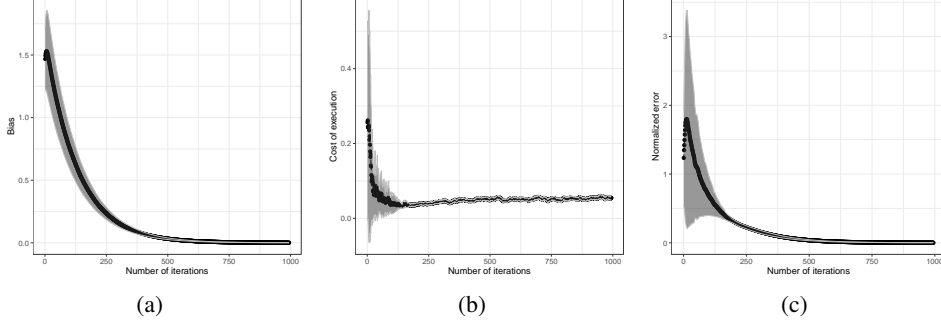 1.5
1.0
0.5
0.0
Bias
0 250 500 750 1000
Number of iterations
(a)
0.4
0.2
0.0
Cost of execution
0 250 500 750 1000
Number of iterations
(b)
3
2
1
0
Normalized error
0 250 500 750 1000
Number of iterations
(c)